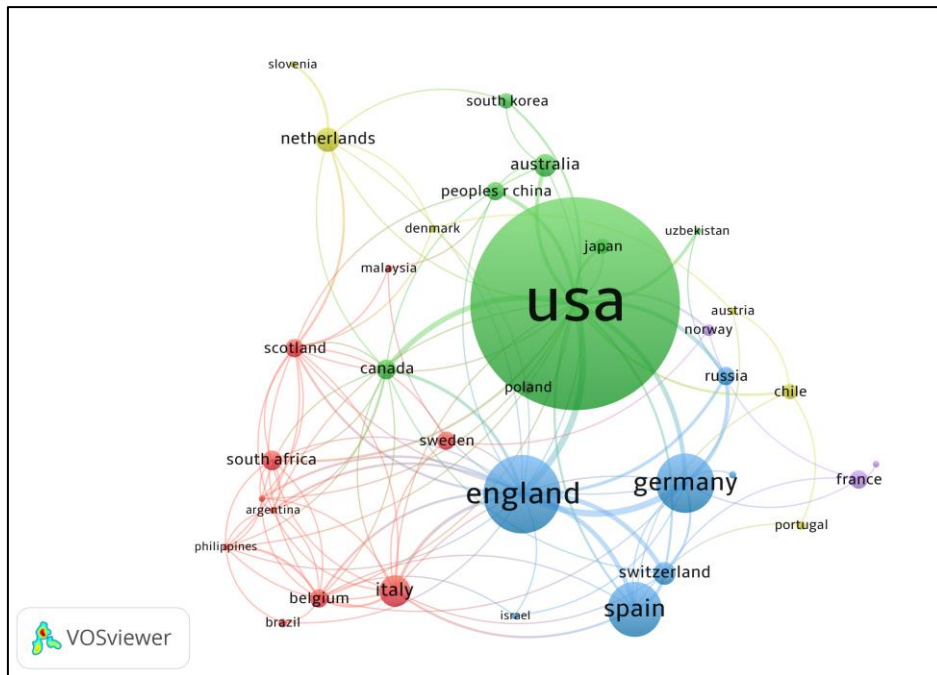 slovenia
south korea
netherlands
australia
peoples r china
denmark
uzbekistan
japan
malaysia
usa
austria
norway
scotland
canada
russia
poland
chile
sweden
south africa
england
germany
france
argentina
portugal
philippines
switzerland
italy
belgium
spain
israel
brazil
VOSviewer